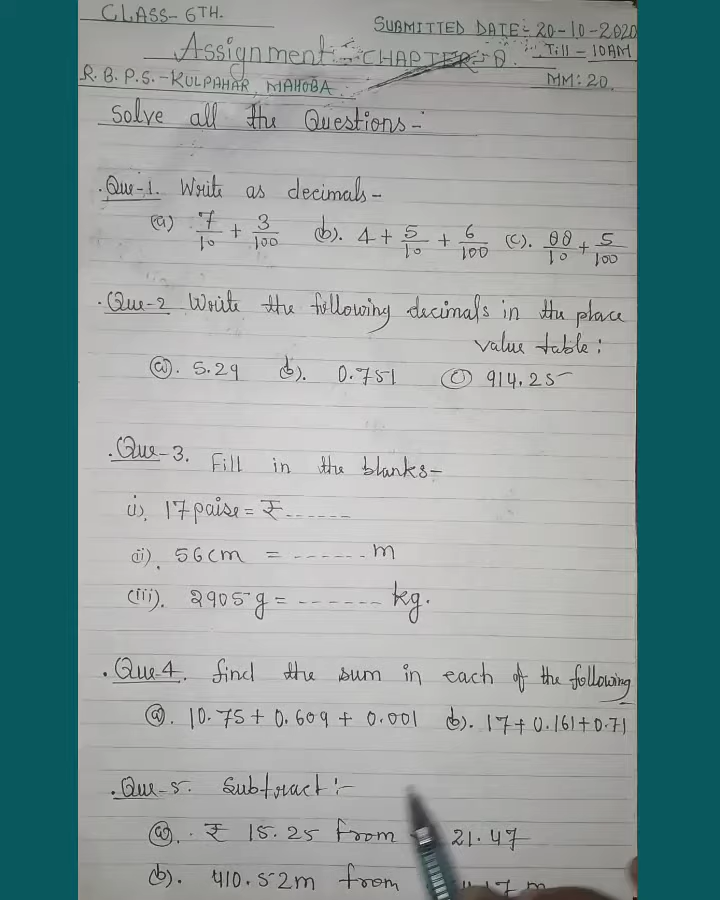 CLASS- 6TH.
SUBMITTED DATE:- 20-10-2020
Assignment:- CHAPTER-8. Till - 10AM
R. B. P. S. - KULPAHAR, MAHOBA MM: 20.
Solve all the Questions:-
.Que-1. Write as decimals-
(a) 7/10 + 3/100 (b). 4 + 5/10 + 6/100 (c). 88/10 + 5/100
.Que-2 Write the following decimals in the place
value table:
(a). 5.29 (b). 0.751 (c) 914.25
.Que-3. Fill in the blanks-
(i). 17 paise = ₹ ------
(ii). 56cm = ------ m
(iii). 2905 g = ------ kg.
.Que-4. find the sum in each of the following
(a). 10.75 + 0.609 + 0.001 (b). 17 + 0.161 + 0.71
.Que-5. Subtract:-
(a). ₹ 15.25 from 21.47
(b). 410.52m from m